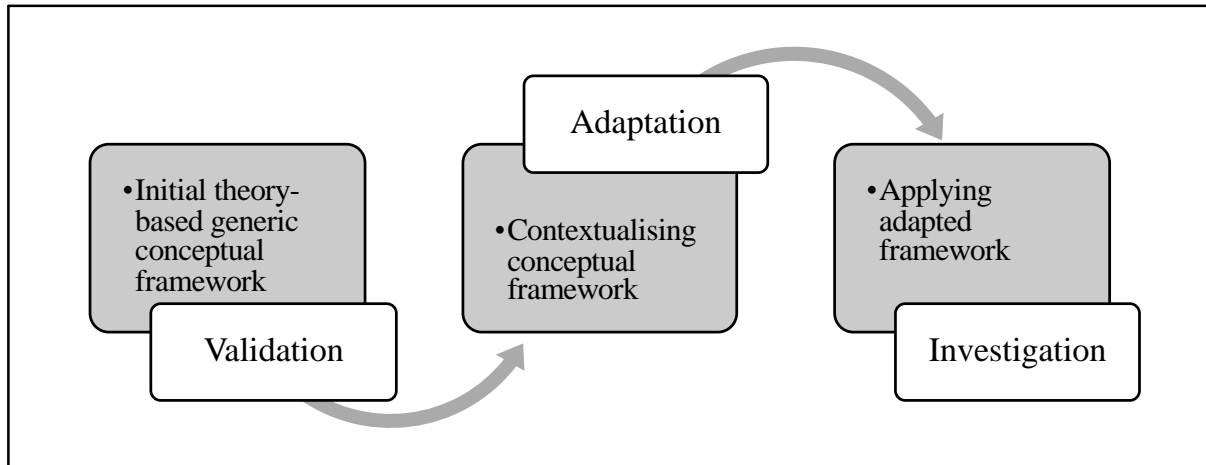 •Initial theory-
based generic
conceptual
framework
Validation
Adaptation
•Contextualising
conceptual
framework
•Applying
adapted
framework
Investigation